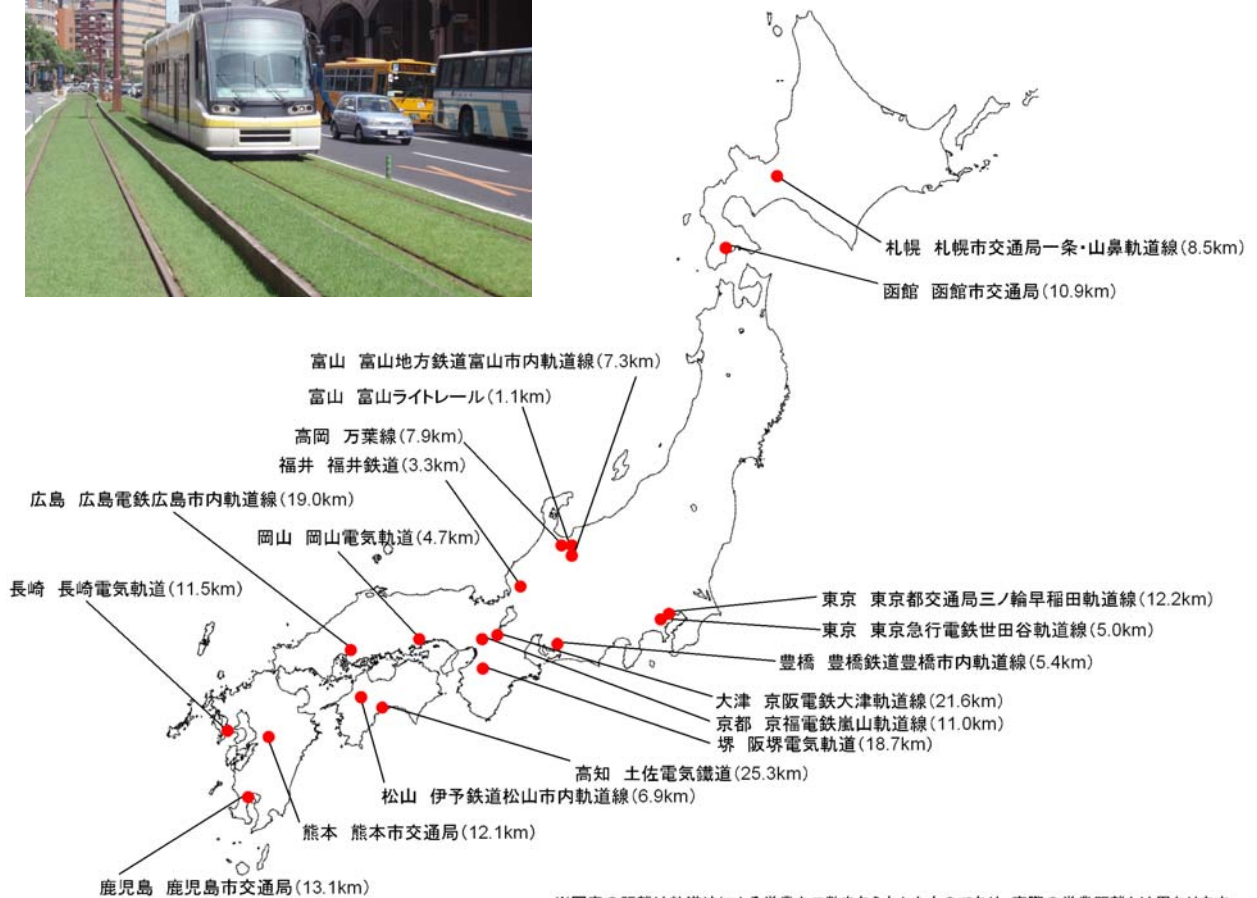 札幌 札幌市交通局一条・山鼻軌道線(8.5km)
函館 函館市交通局(10.9km)
富山 富山地方鉄道富山市内軌道線(7.3km)
富山 富山ライトレール(1.1km)
高岡 万葉線(7.9km)
福井 福井鉄道(3.3km)
広島 広島電鉄広島市内軌道線(19.0km)
岡山 岡山電気軌道(4.7km)
長崎 長崎電気軌道(11.5km)
東京 東京都交通局三ノ輪早稲田軌道線(12.2km)
東京 東京急行電鉄世田谷軌道線(5.0km)
豊橋 豊橋鉄道豊橋市内軌道線(5.4km)
大津 京阪電鉄大津軌道線(21.6km)
京都 京福電鉄嵐山軌道線(11.0km)
堺 阪堺電気軌道(18.7km)
高知 土佐電気鐵道(25.3km)
松山 伊予鉄道松山市内軌道線(6.9km)
熊本 熊本市交通局(12.1km)
鹿児島 鹿児島市交通局(13.1km)